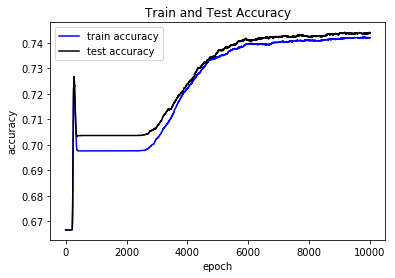 Train and Test Accuracy
train accuracy
test accuracy
accuracy
0.74
0.73
0.72
0.71
0.70
0.69
0.68
0.67
0
2000
4000
6000
8000
10000
epoch